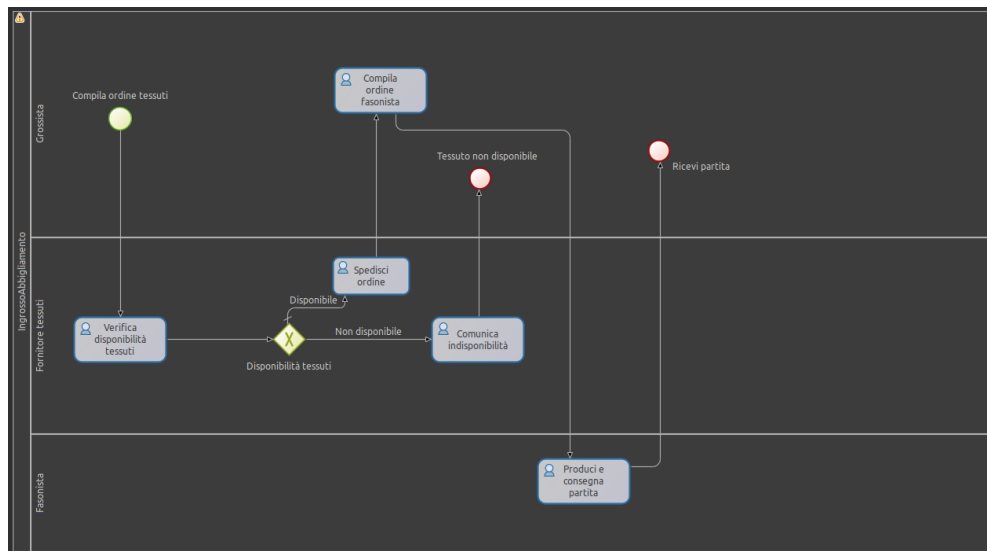 IngrossoAbbigliamento
Grossista
Compila ordine tessuti
Compila
ordine
fasonista
Tessuto non disponibile
Ricevi partita
Fornitore tessuti
Verifica
disponibilità
tessuti
Disponibile
Spedisci
ordine
X
Disponibilità tessuti
Non disponibile
Comunica
indisponibilità
Fasonista
Produci e
consegna
partita